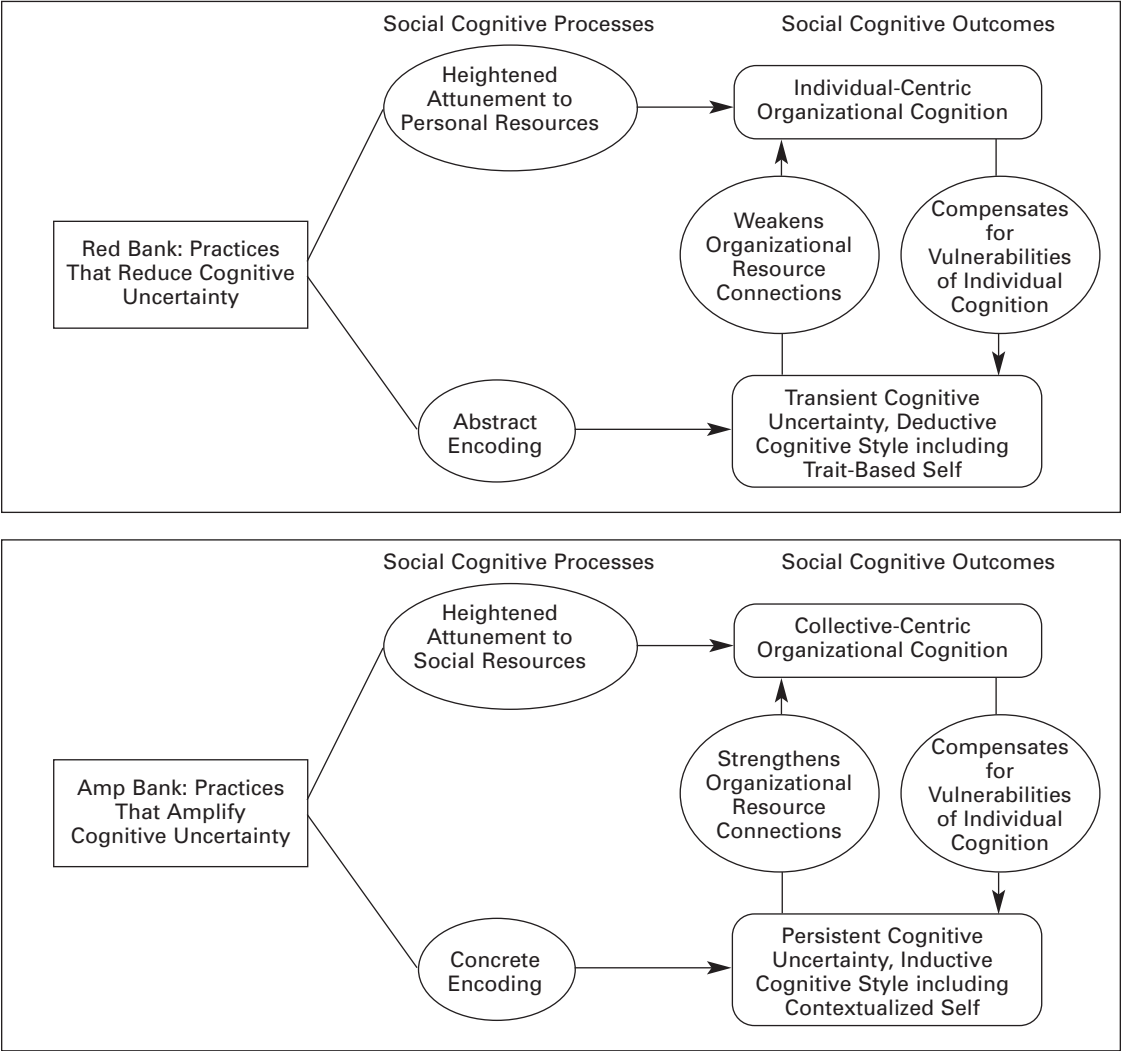 Social Cognitive Processes
Social Cognitive Outcomes
Heightened
Attunement to
Personal Resources
Individual-Centric
Organizational Cognition
Red Bank: Practices
That Reduce Cognitive
Uncertainty
Weakens
Organizational
Resource
Connections
Compensates
for
Vulnerabilities
of Individual
Cognition
Abstract
Encoding
Transient Cognitive
Uncertainty, Deductive
Cognitive Style including
Trait-Based Self
Social Cognitive Processes
Social Cognitive Outcomes
Heightened
Attunement to
Social Resources
Collective-Centric
Organizational Cognition
Amp Bank: Practices
That Amplify
Cognitive Uncertainty
Strengthens
Organizational
Resource
Connections
Compensates
for
Vulnerabilities
of Individual
Cognition
Concrete
Encoding
Persistent Cognitive
Uncertainty, Inductive
Cognitive Style including
Contextualized Self